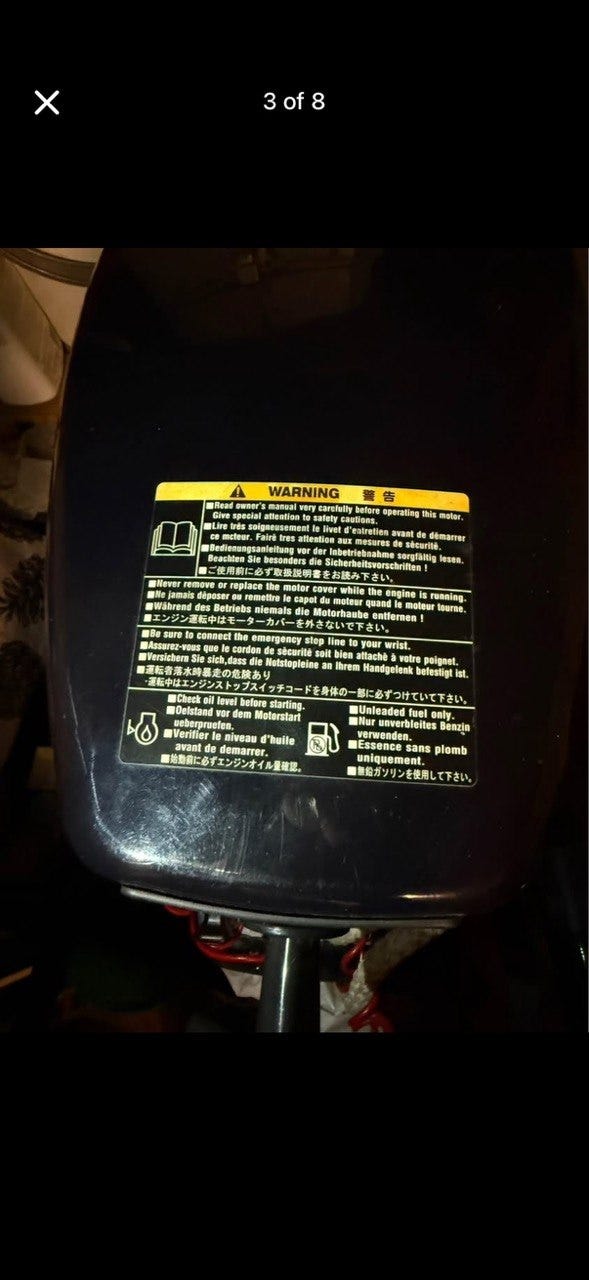 3 of 8
WARNING 警告
■Read owner's manual very carefully before operating this motor.
Give special attention to safety cautions.
■Lire très soigneusement le livet d'eatretien avant de démarrer
ce mcteur. Fairè tres attention aux mesures de sécurité.
■Bedienungsanleitung vor der Inbetriebnahme sorgfältig lesen.
Beachten Sie besonders die Sicherheitsvorschriften !
■ご使用前に必ず取扱説明書をお読み下さい。
■Never remove or replace the motor cover while the engine is running.
■Ne jamais dèposer ou remettre le capot du moteur quand le moteur tourne.
■Während des Betriebs niemals die Motorhaube entfernen !
■エンジン運転中はモーターカバーを外さないで下さい。
■Be sure to connect the emergency stop line to your wrist.
■Assurez-vous que le cordon de sècurité soit bien attachè à votre poignet.
■Versichern Sie sich,dass die Notstopleine an Ihrem Handgelenk befestigt ist.
■運転者落水時暴走の危険あり
・運転中はエンジンストップスイッチコードを身体の一部に必ずつけていて下さい。
■Check oil level before starting.
■Oelstand vor dem Motorstart
ueberpruefen.
■Verifier le niveau d'huile
avant de demarrer.
■始動前に必ずエンジンオイル量確認。
■Unleaded fuel only.
■Nur unverbleites Benzin
verwenden.
■Essence sans plomb
uniquement.
■無鉛ガソリンを使用して下さい。